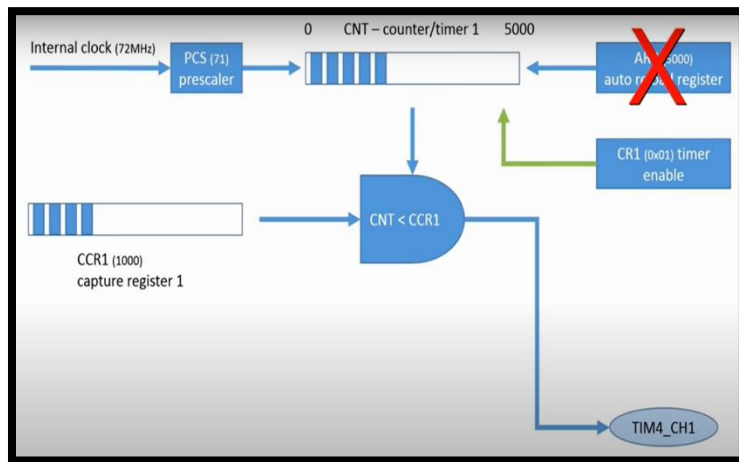 0 CNT – counter/timer 1 5000
Internal clock (72MHz)
PCS (71)
prescaler
auto register
CR1 (0x01) timer
enable
CNT < CCR1
CCR1 (1000)
capture register 1
TIM4_CH1